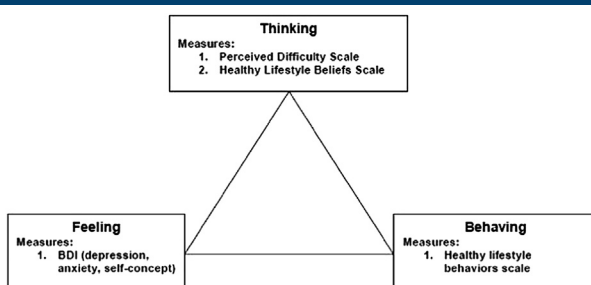 Thinking
Measures:
1. Perceived Difficulty Scale
2. Healthy Lifestyle Beliefs Scale
Feeling
Measures:
1. BDI (depression,
anxiety, self-concept)
Behaving
Measures:
1. Healthy lifestyle
behaviors scale